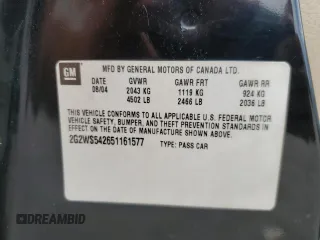 GM
MFD BY GENERAL MOTORS OF CANADA LTD.
DATE GVWR GAWR FRT GAWR RR
08/04 2043 KG 1119 KG 924 KG
4502 LB 2466 LB 2036 LB
THIS VEHICLE CONFORMS TO ALL APPLICABLE U.S. FEDERAL MOTOR
VEHICLE SAFETY, BUMPER, AND THEFT PREVENTION STANDARDS IN
EFFECT ON THE DATE OF MANUFACTURE SHOWN ABOVE.
2G2WS542651161577 TYPE: PASS CAR
DREAMBID